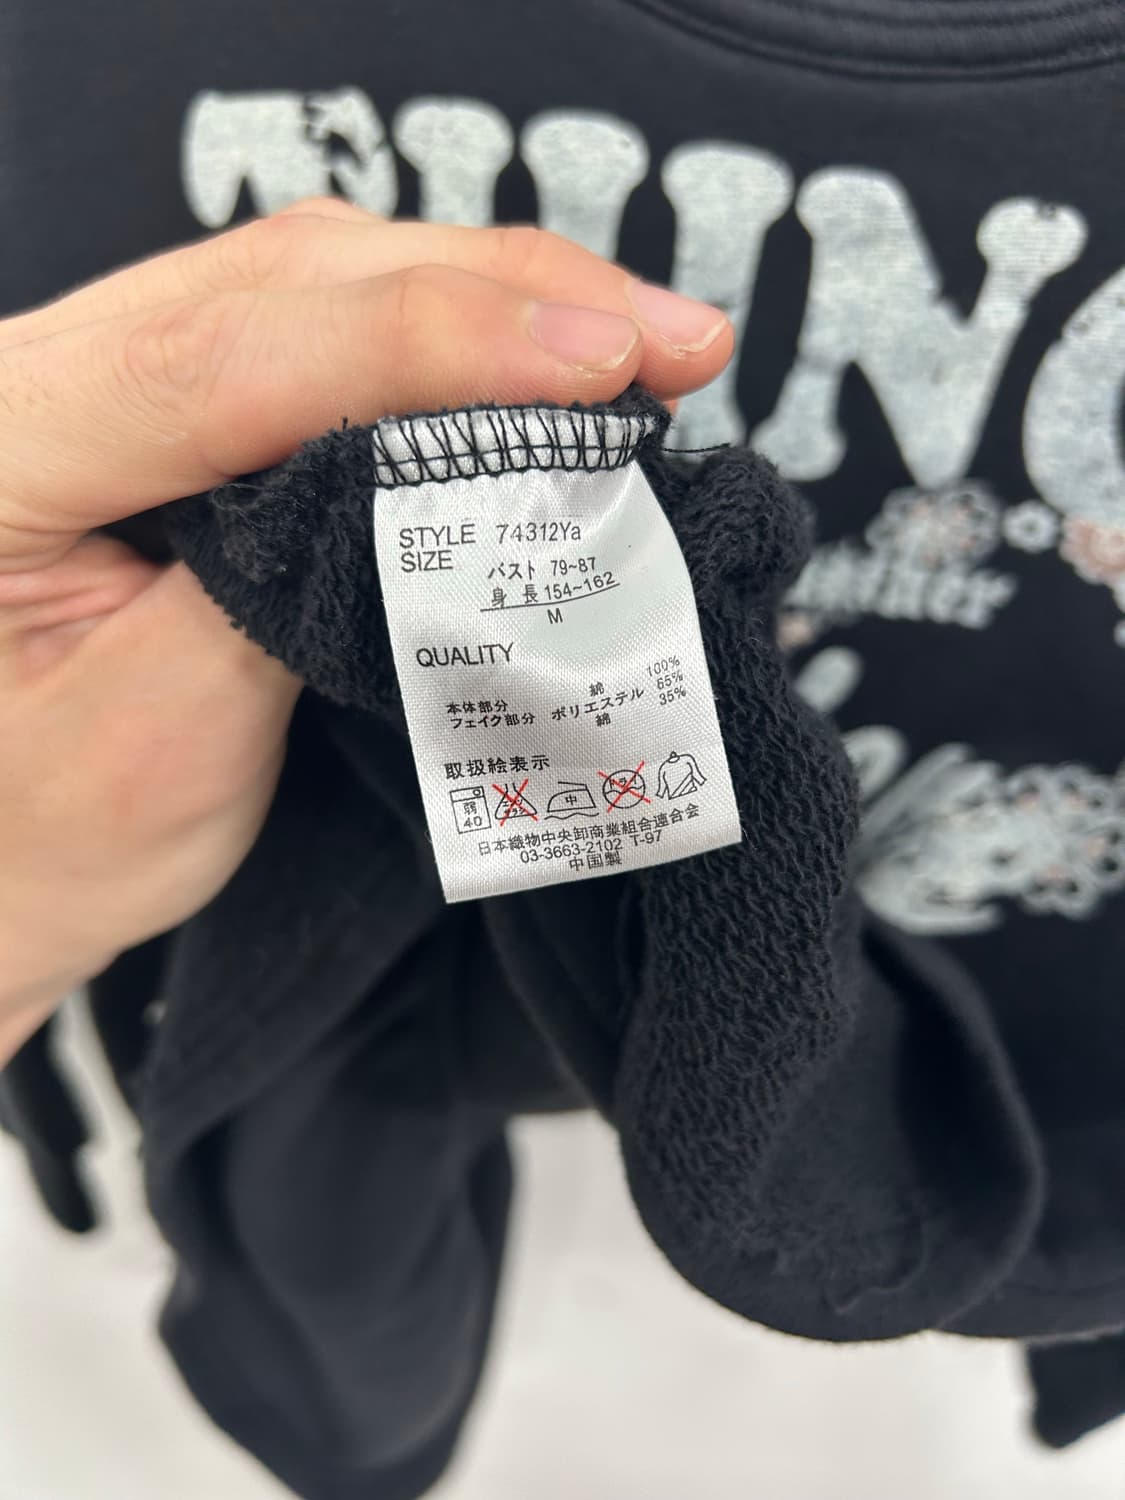 STYLE 74312Ya
SIZE
バスト 79~87
身 長 154~162
M
QUALITY
綿 100%
本体部分 ポリエステル 65%
フェイク部分 綿 35%
取扱絵表示
弱
40
中
日本織物中央卸商業組合連合会
03-3663-2102 T-97
中国製